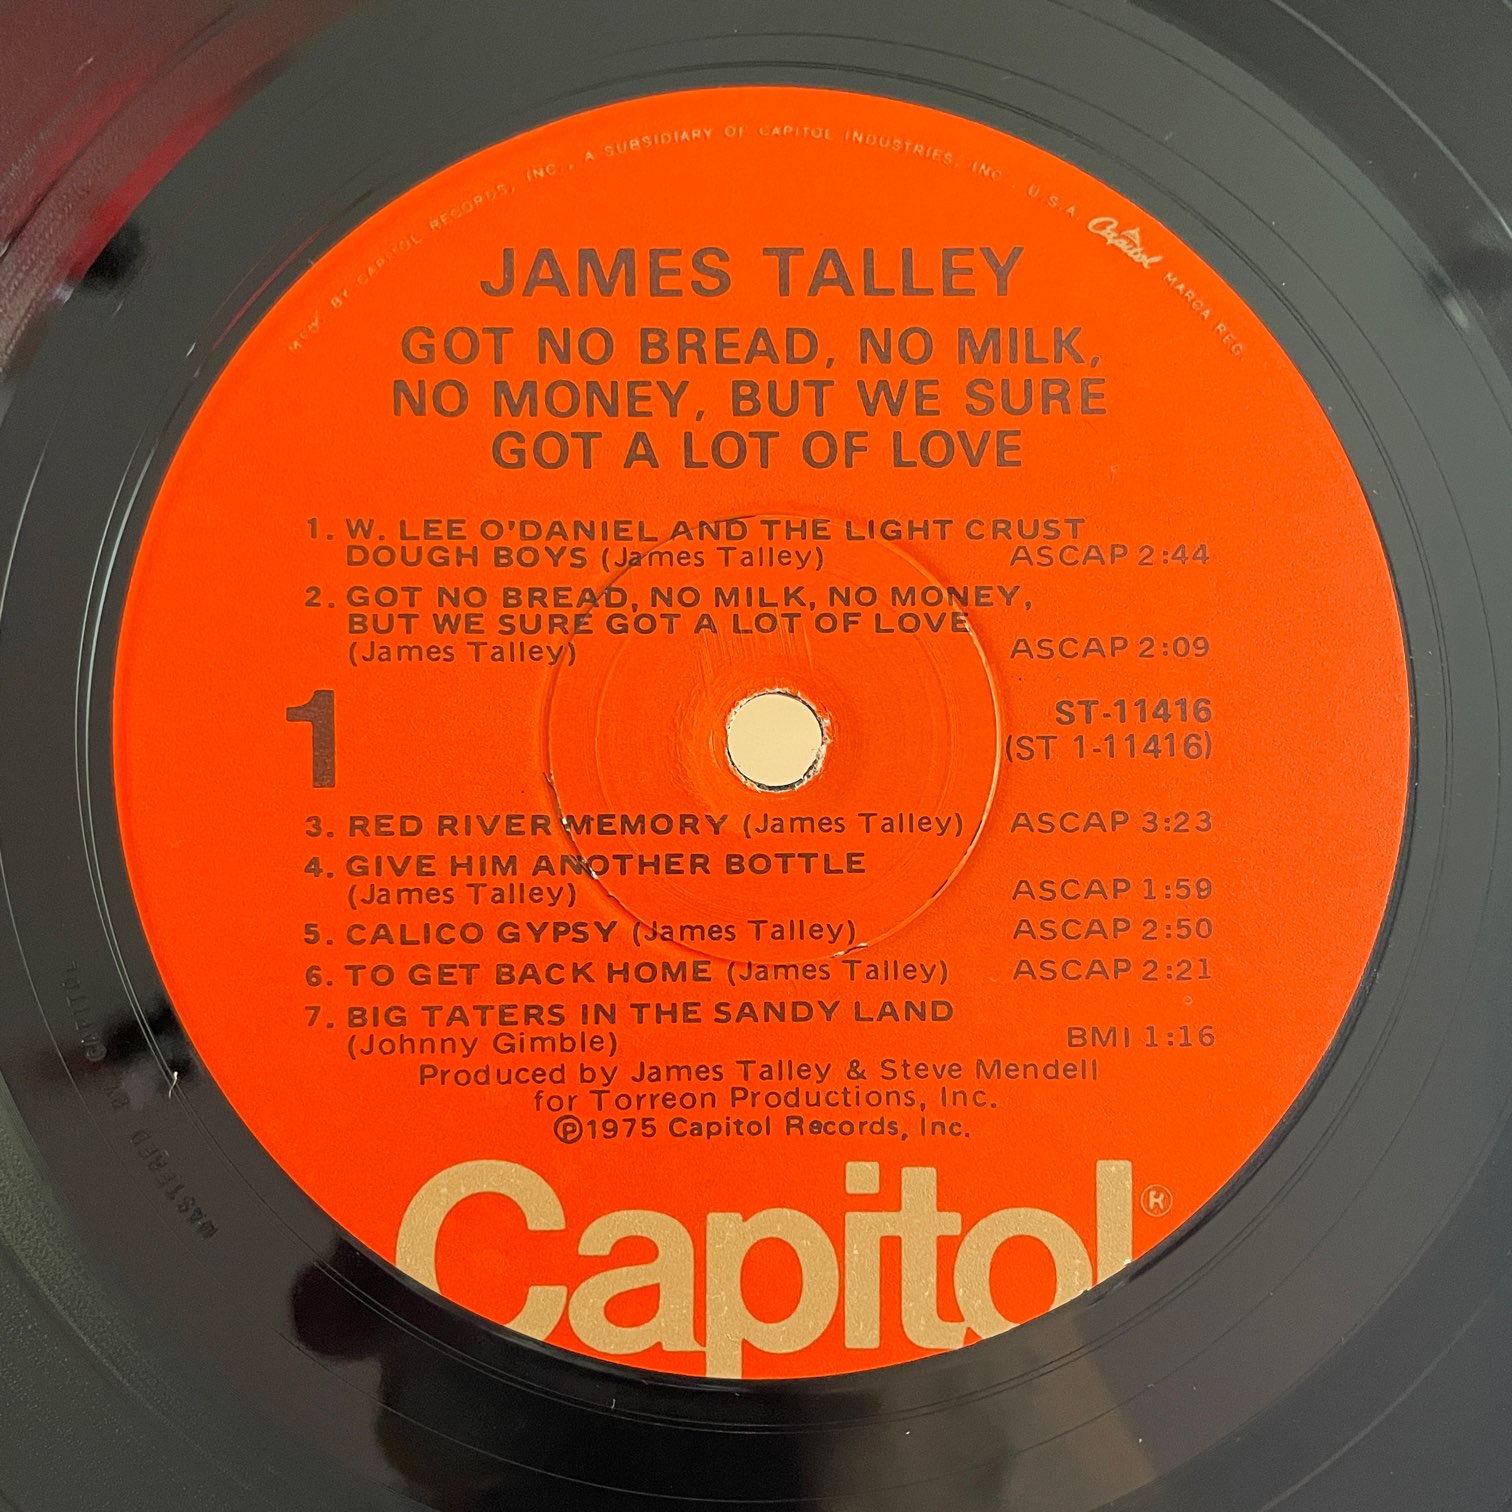 MFD. BY CAPITOL RECORDS, INC., A SUBSIDIARY OF CAPITOL INDUSTRIES, INC. U.S.A. Capitol MARCA REG.
JAMES TALLEY
GOT NO BREAD, NO MILK,
NO MONEY, BUT WE SURE
GOT A LOT OF LOVE
1. W. LEE O'DANIEL AND THE LIGHT CRUST
DOUGH BOYS (James Talley) ASCAP 2:44
2. GOT NO BREAD, NO MILK, NO MONEY,
BUT WE SURE GOT A LOT OF LOVE
(James Talley) ASCAP 2:09
1
ST-11416
(ST 1-11416)
3. RED RIVER MEMORY (James Talley) ASCAP 3:23
4. GIVE HIM ANOTHER BOTTLE
(James Talley) ASCAP 1:59
5. CALICO GYPSY (James Talley) ASCAP 2:50
6. TO GET BACK HOME (James Talley) ASCAP 2:21
7. BIG TATERS IN THE SANDY LAND
(Johnny Gimble) BMI 1:16
Produced by James Talley & Steve Mendell
for Torreon Productions, Inc.
℗1975 Capitol Records, Inc.
Capitol ®
MASTERED BY CAPITOL